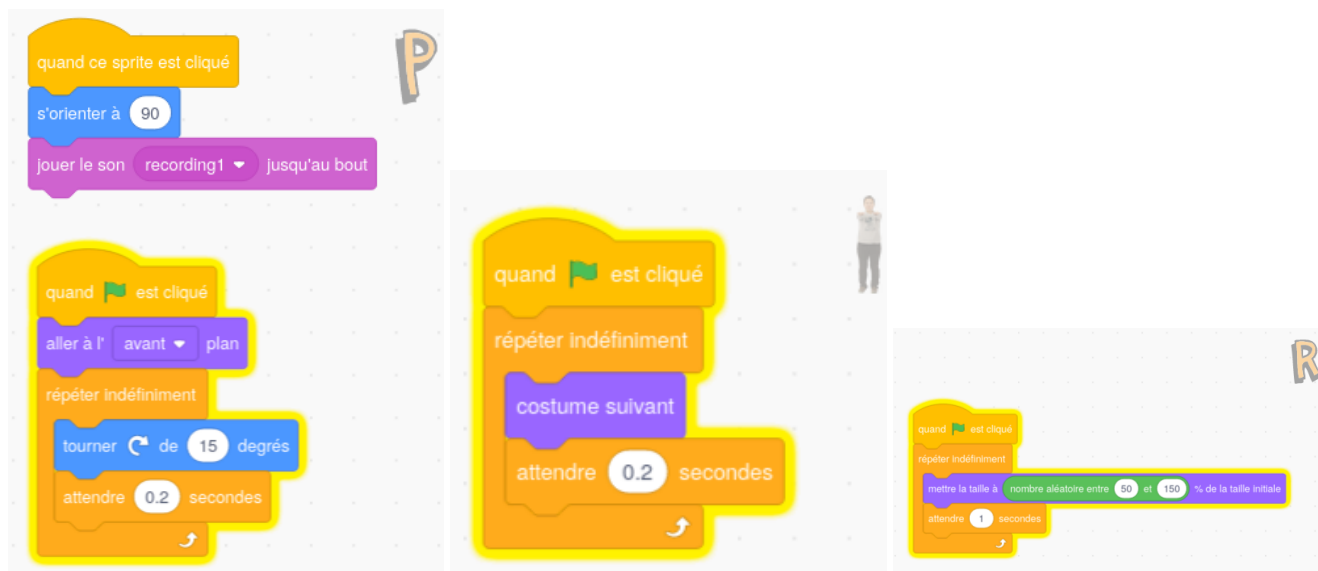 P
quand ce sprite est cliqué
s'orienter à 90
jouer le son recording1 jusqu'au bout
quand est cliqué
aller à l' avant plan
répéter indéfiniment
tourner de 15 degrés
attendre 0.2 secondes
quand est cliqué
répéter indéfiniment
costume suivant
attendre 0.2 secondes
R
quand est cliqué
répéter indéfiniment
mettre la taille à nombre aléatoire entre 50 et 150 % de la taille initiale
attendre 1 secondes